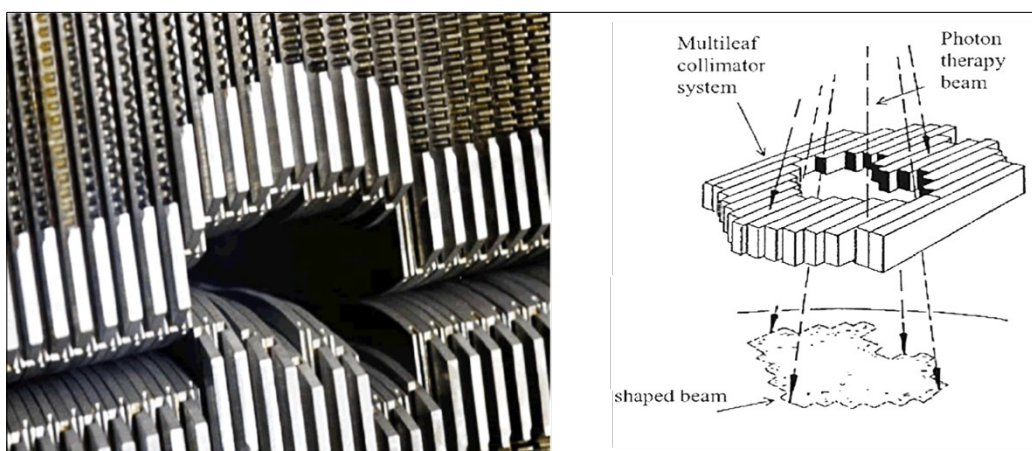 Multileaf
collimator
system
Photon
therapy
beam
shaped beam